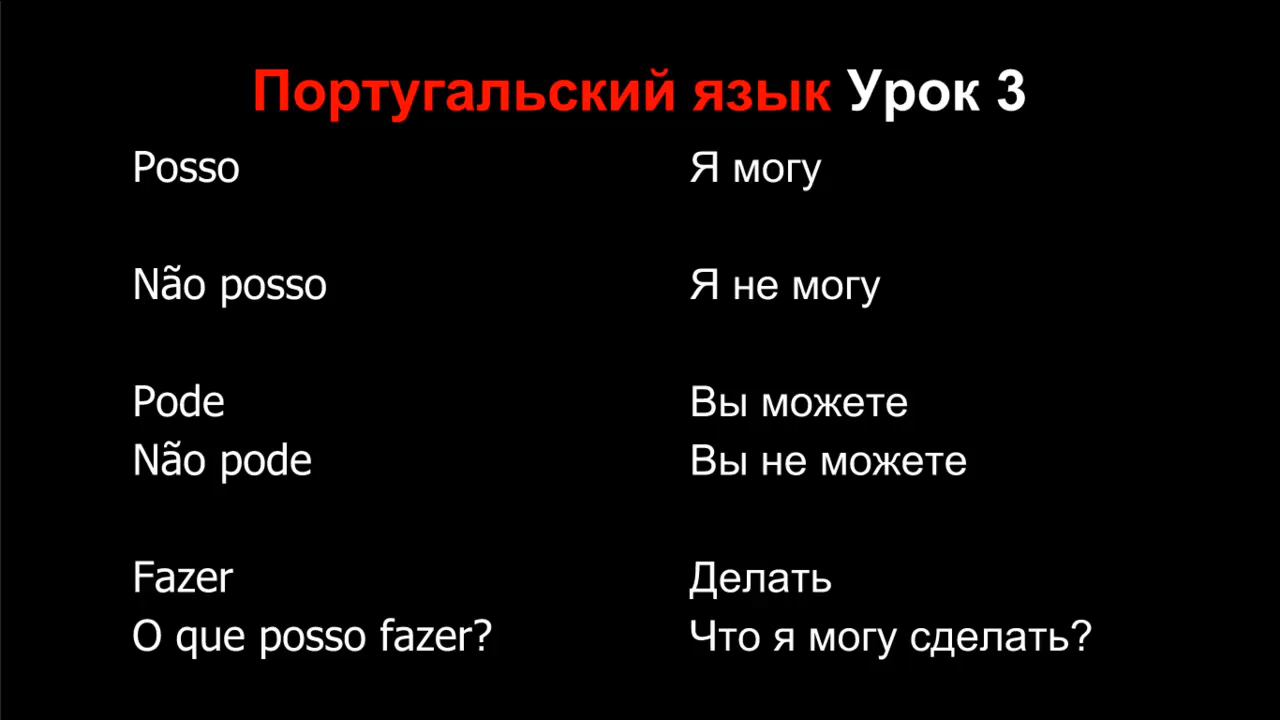 Португальский язык Урок 3
Posso Я могу
Não posso Я не могу
Pode Вы можете
Não pode Вы не можете
Fazer Делать
O que posso fazer? Что я могу сделать?